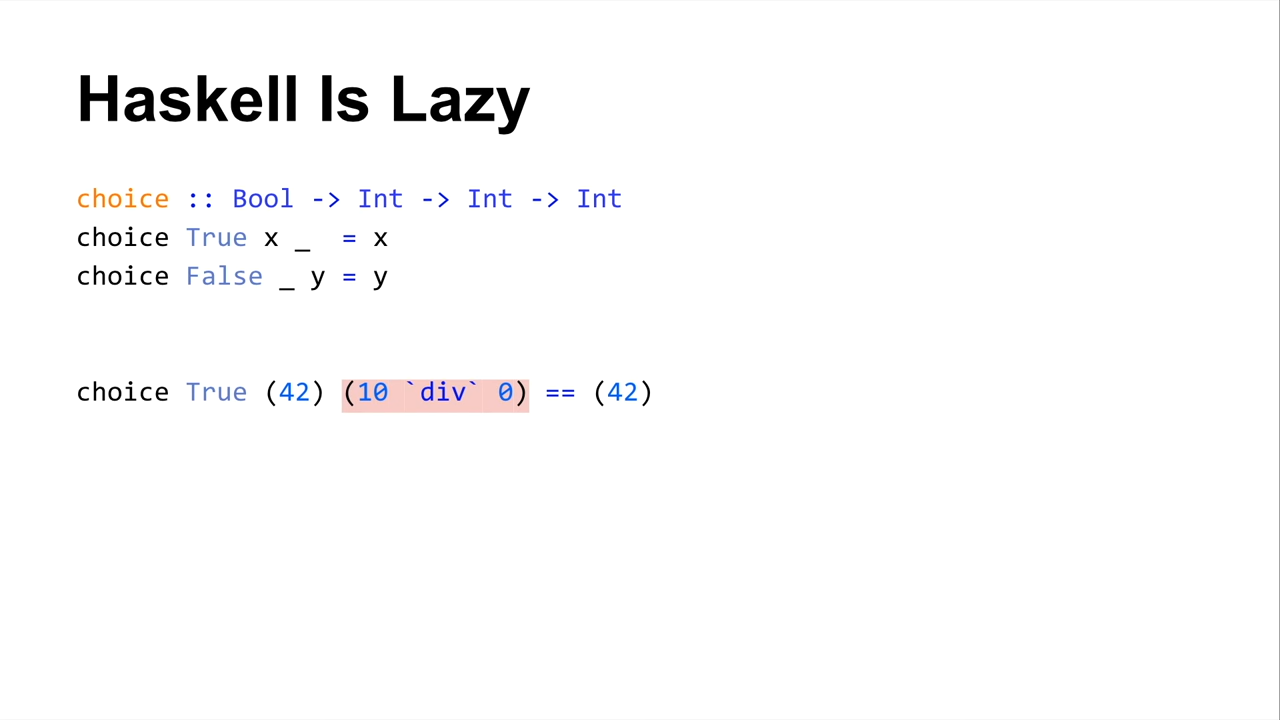 Haskell Is Lazy
choice :: Bool -> Int -> Int -> Int
choice True x _  = x
choice False _ y = y
choice True (42) (10 `div` 0) == (42)